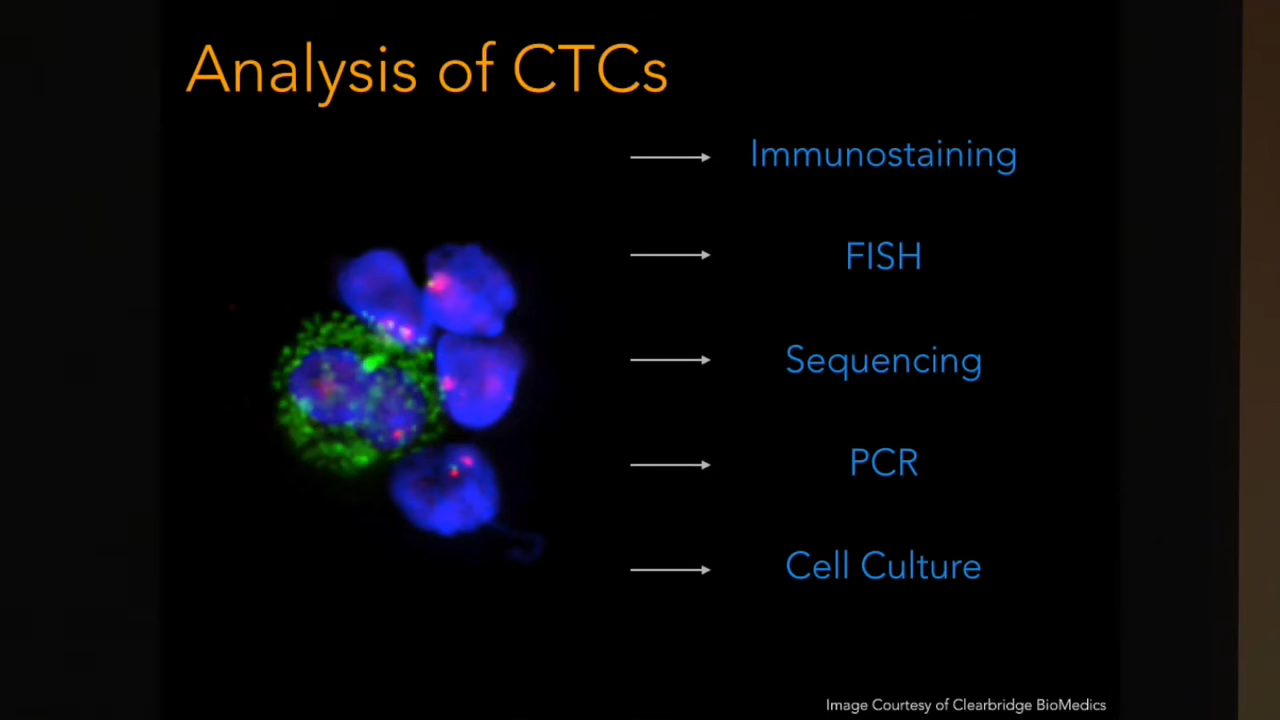 Analysis of CTCs
Immunostaining
FISH
Sequencing
PCR
Cell Culture
Image Courtesy of Clearbridge BioMedics